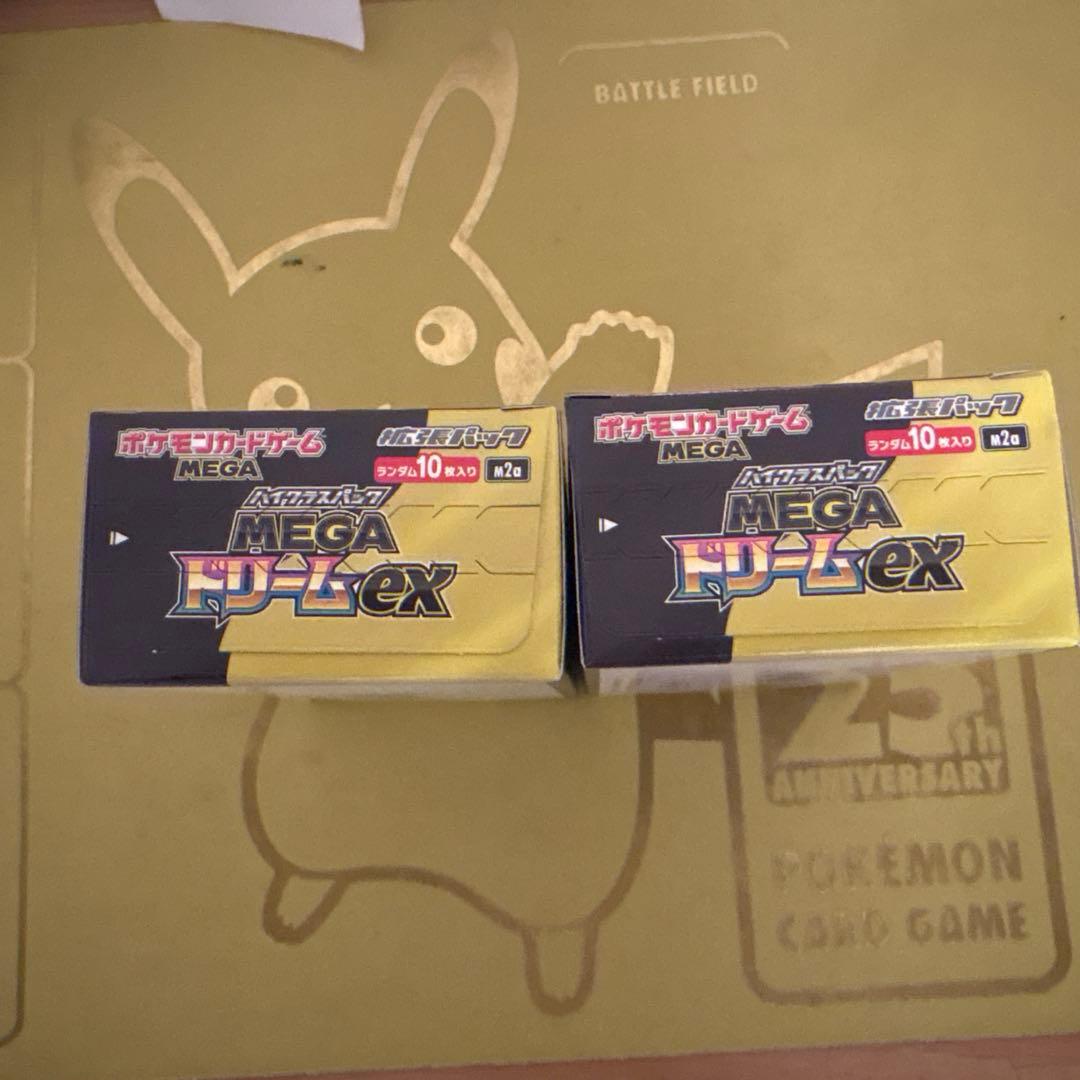 BATTLE FIELD
ポケモンカードゲーム
MEGA
拡張パック
ランダム10枚入り
M2a
ハイクラスパック
MEGA
ドリームex
ポケモンカードゲーム
MEGA
拡張パック
ランダム10枚入り
M2a
ハイクラスパック
MEGA
ドリームex
25th
ANNIVERSARY
POKÉMON
CARD GAME